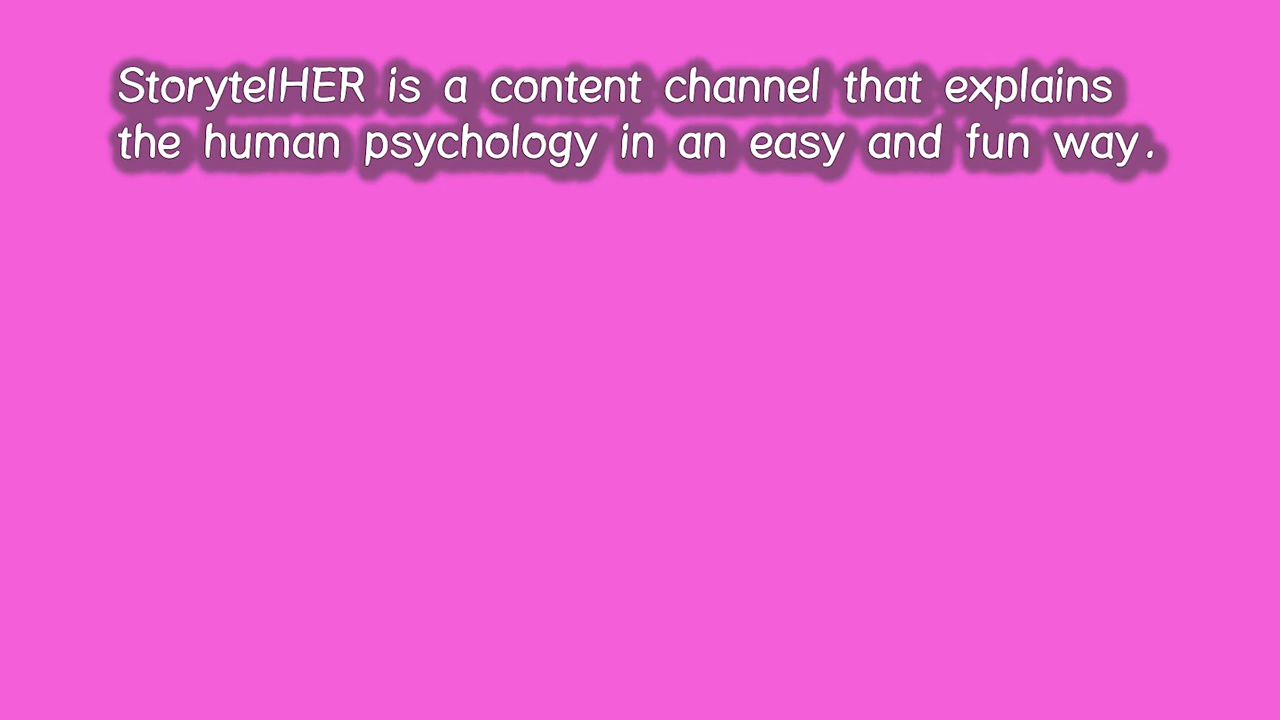 StorytelHER is a content channel that explains
the human psychology in an easy and fun way.